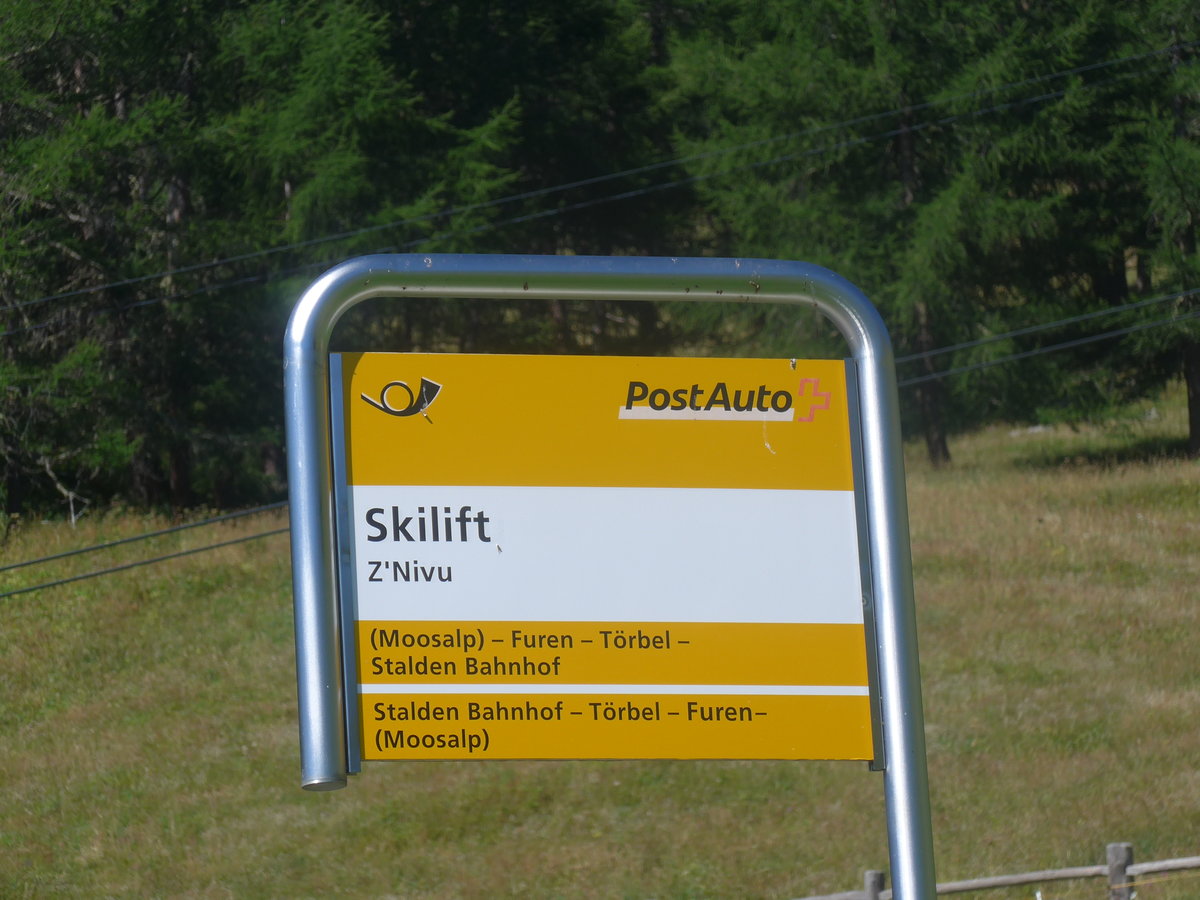 PostAuto
Skilift
Z'Nivu
(Moosalp) – Furen – Törbel –
Stalden Bahnhof
Stalden Bahnhof – Törbel – Furen–
(Moosalp)